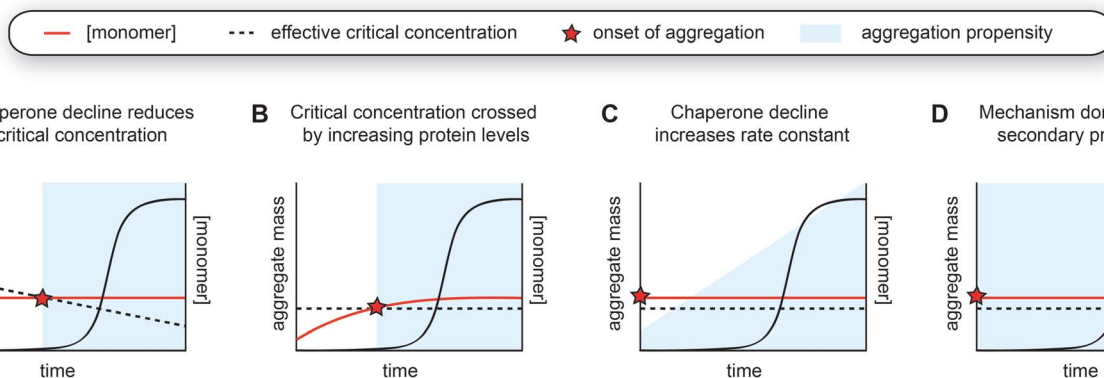 [monomer] effective critical concentration onset of aggregation aggregation propensity
perone decline reduces
critical concentration
[monomer]
time
B Critical concentration crossed
by increasing protein levels
aggregate mass
[monomer]
time
C Chaperone decline
increases rate constant
aggregate mass
[monomer]
time
D Mechanism dom
secondary pr
aggregate mass
time